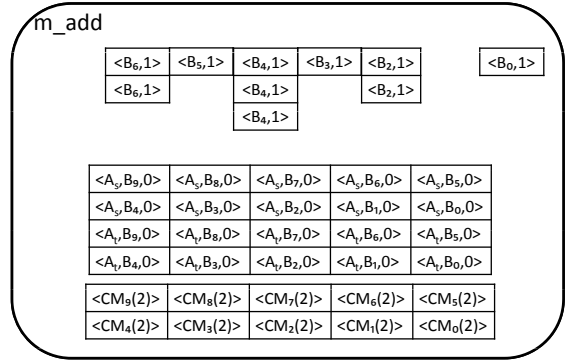 m_add
<B₆,1> <B₅,1> <B₄,1> <B₃,1> <B₂,1> <B₀,1>
<B₆,1> <B₄,1> <B₂,1>
<B₄,1>
<Aₛ,B₉,0> <Aₛ,B₈,0> <Aₛ,B₇,0> <Aₛ,B₆,0> <Aₛ,B₅,0>
<Aₛ,B₄,0> <Aₛ,B₃,0> <Aₛ,B₂,0> <Aₛ,B₁,0> <Aₛ,B₀,0>
<Aₜ,B₉,0> <Aₜ,B₈,0> <Aₜ,B₇,0> <Aₜ,B₆,0> <Aₜ,B₅,0>
<Aₜ,B₄,0> <Aₜ,B₃,0> <Aₜ,B₂,0> <Aₜ,B₁,0> <Aₜ,B₀,0>
<CM₉(2)> <CM₈(2)> <CM₇(2)> <CM₆(2)> <CM₅(2)>
<CM₄(2)> <CM₃(2)> <CM₂(2)> <CM₁(2)> <CM₀(2)>